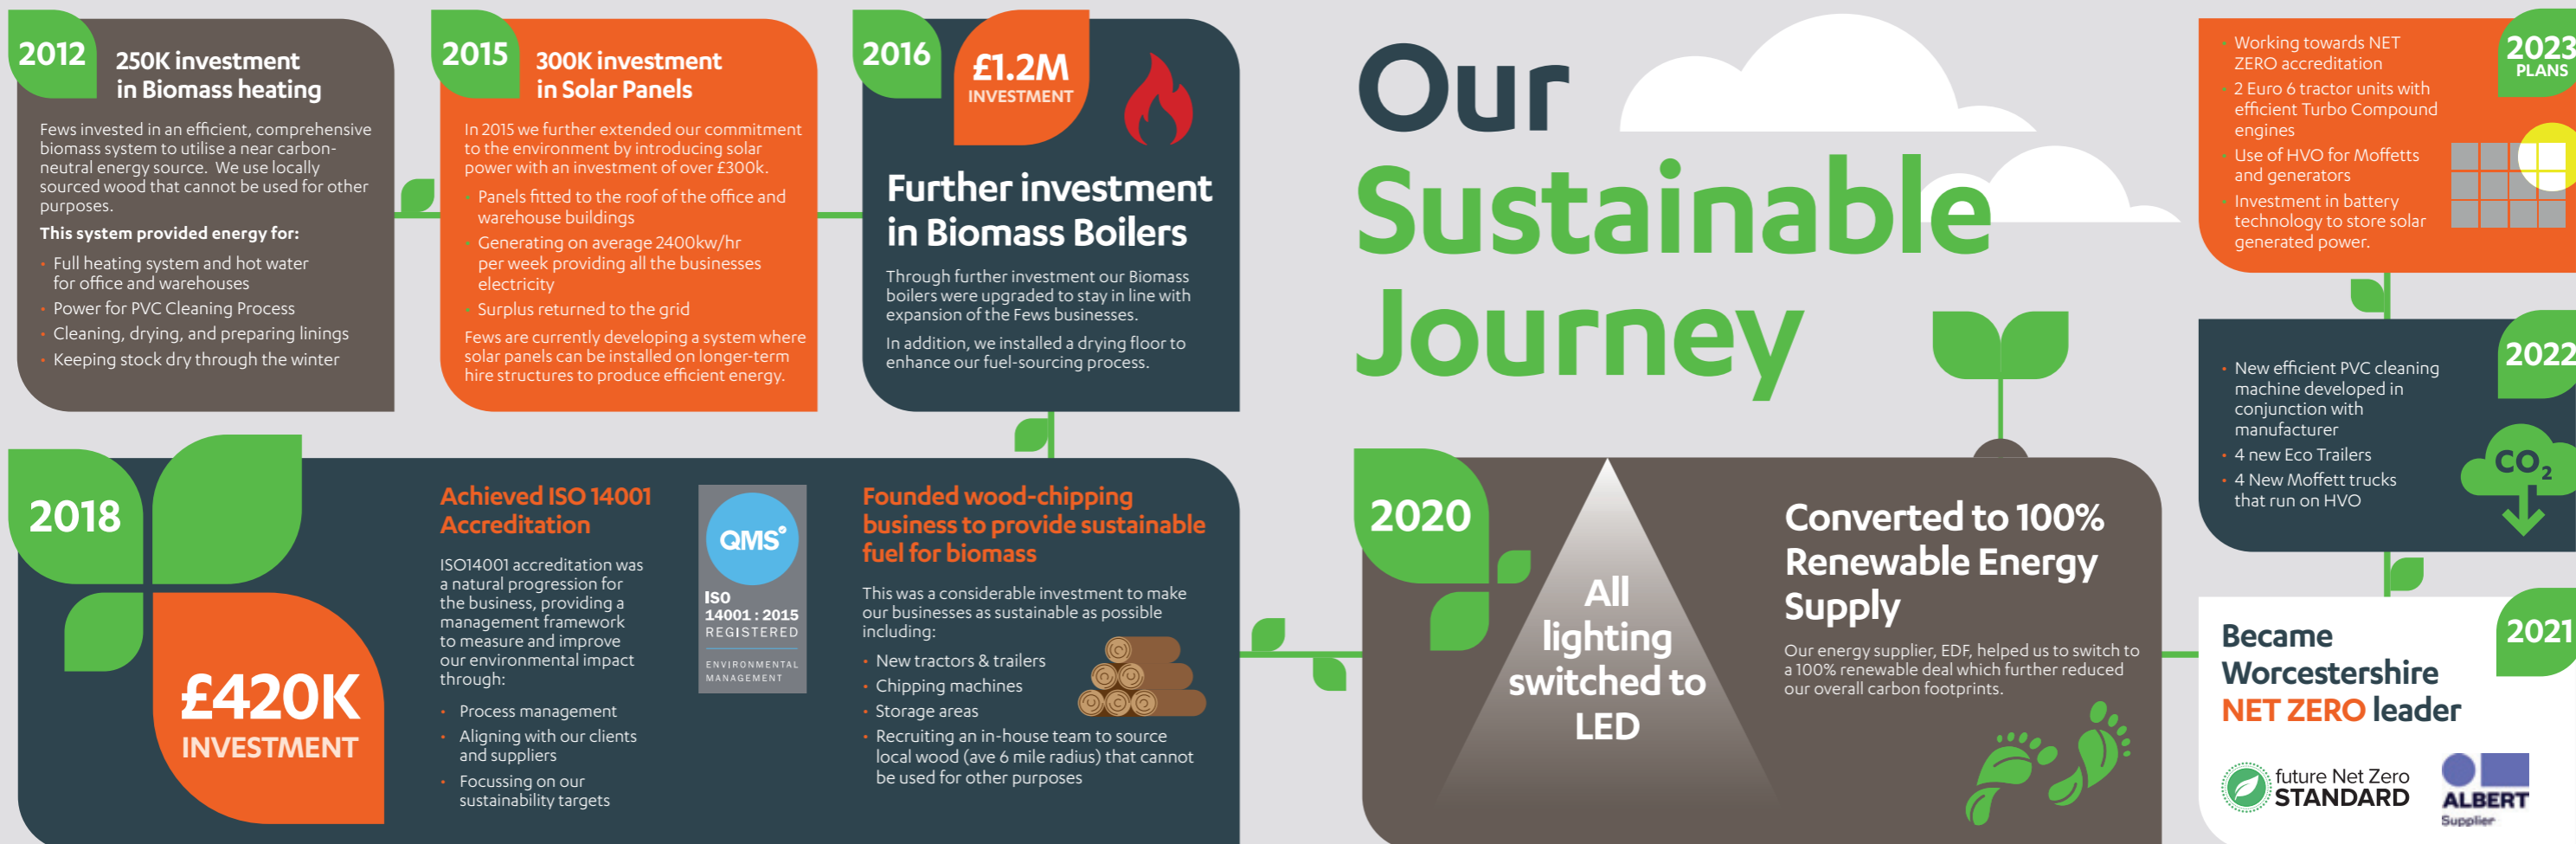 2012
250K investment
in Biomass heating
Fews invested in an efficient, comprehensive
biomass system to utilise a near carbon-
neutral energy source. We use locally
sourced wood that cannot be used for other
purposes.
This system provided energy for:
• Full heating system and hot water
for office and warehouses
• Power for PVC Cleaning Process
• Cleaning, drying, and preparing linings
• Keeping stock dry through the winter
2015
300K investment
in Solar Panels
In 2015 we further extended our commitment
to the environment by introducing solar
power with an investment of over £300k.
• Panels fitted to the roof of the office and
warehouse buildings
• Generating on average 2400kw/hr
per week providing all the businesses
electricity
• Surplus returned to the grid
Fews are currently developing a system where
solar panels can be installed on longer-term
hire structures to produce efficient energy.
2016
£1.2M
INVESTMENT
Further investment
in Biomass Boilers
Through further investment our Biomass
boilers were upgraded to stay in line with
expansion of the Fews businesses.
In addition, we installed a drying floor to
enhance our fuel-sourcing process.
Our
Sustainable
Journey
2018
£420K
INVESTMENT
Achieved ISO 14001
Accreditation
ISO14001 accreditation was
a natural progression for
the business, providing a
management framework
to measure and improve
our environmental impact
through:
• Process management
• Aligning with our clients
and suppliers
• Focussing on our
sustainability targets
QMS
ISO
14001 : 2015
REGISTERED
ENVIRONMENTAL
MANAGEMENT
Founded wood-chipping
business to provide sustainable
fuel for biomass
This was a considerable investment to make
our businesses as sustainable as possible
including:
• New tractors & trailers
• Chipping machines
• Storage areas
• Recruiting an in-house team to source
local wood (ave 6 mile radius) that cannot
be used for other purposes
2020
All
lighting
switched to
LED
Converted to 100%
Renewable Energy
Supply
Our energy supplier, EDF, helped us to switch to
a 100% renewable deal which further reduced
our overall carbon footprints.
2021
Became
Worcestershire
NET ZERO leader
future Net Zero
STANDARD
ALBERT
Supplier
2022
• New efficient PVC cleaning
machine developed in
conjunction with
manufacturer
• 4 new Eco Trailers
• 4 New Moffett trucks
that run on HVO
CO2
2023
PLANS
• Working towards NET
ZERO accreditation
• 2 Euro 6 tractor units with
efficient Turbo Compound
engines
• Use of HVO for Moffetts
and generators
• Investment in battery
technology to store solar
generated power.